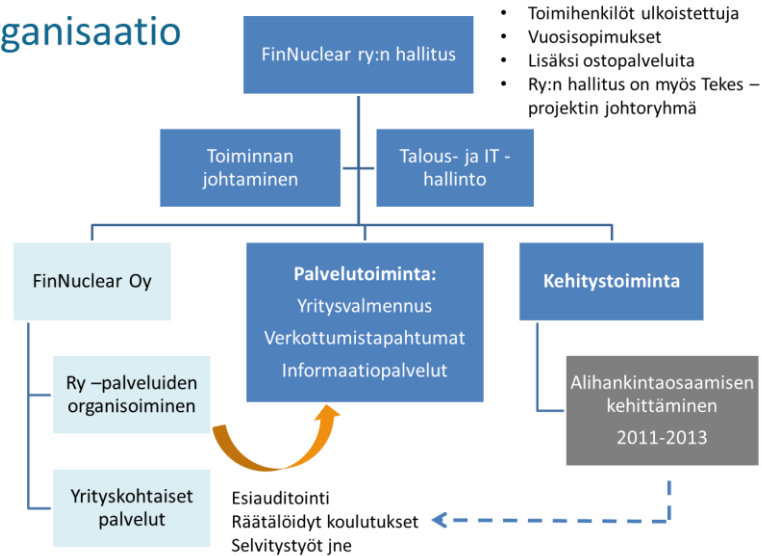 ganisaatio
FinNuclear ry:n hallitus
• Toimihenkilöt ulkoistettuja
• Vuosisopimukset
• Lisäksi ostopalveluita
• Ry:n hallitus on myös Tekes –
projektin johtoryhmä
Toiminnan
johtaminen
Talous- ja IT -
hallinto
FinNuclear Oy
Palvelutoiminta:
Yritysvalmennus
Verkottumistapahtumat
Informaatiopalvelut
Kehitystoiminta
Ry –palveluiden
organisoiminen
Alihankintaosaamisen
kehittäminen
2011-2013
Yrityskohtaiset
palvelut
Esiauditointi
Räätälöidyt koulutukset
Selvitystyöt jne